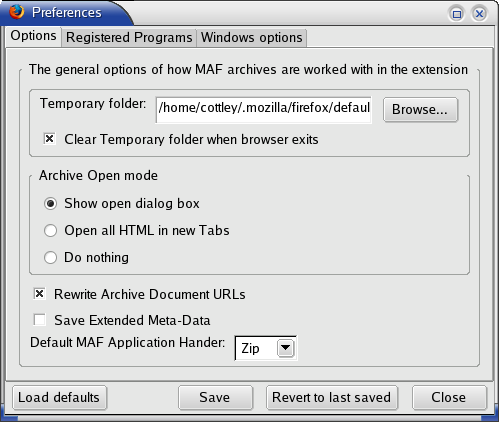 Preferences
Options Registered Programs Windows options
The general options of how MAF archives are worked with in the extension
Temporary folder: /home/cottley/.mozilla/firefox/defaul Browse...
Clear Temporary folder when browser exits
Archive Open mode
Show open dialog box
Open all HTML in new Tabs
Do nothing
Rewrite Archive Document URLs
Save Extended Meta-Data
Default MAF Application Hander: Zip
Load defaults Save Revert to last saved Close